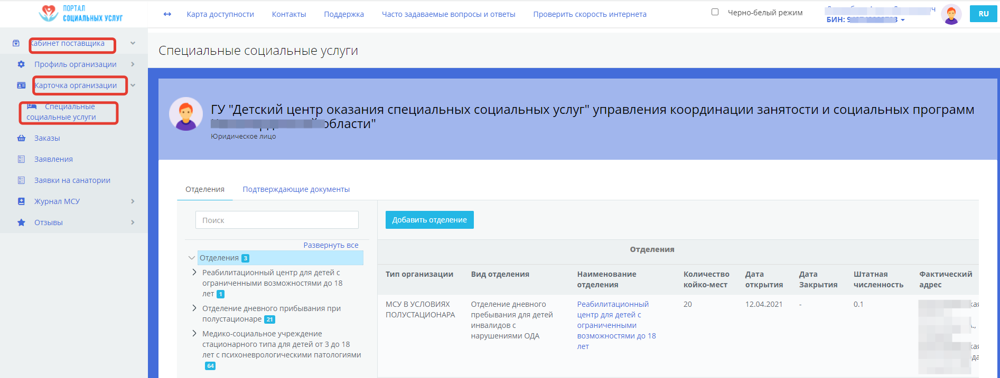 ПОРТАЛ
СОЦИАЛЬНЫХ УСЛУГ
Карта доступности
Контакты
Поддержка
Часто задаваемые вопросы и ответы
Проверить скорость интернета
Черно-белый режим
БИН:
RU
Кабинет поставщика
Профиль организации
Карточка организации
Специальные
социальные услуги
Заказы
Заявления
Заявки на санатории
Журнал МСУ
Отзывы
Специальные социальные услуги
ГУ "Детский центр оказания специальных социальных услуг" управления координации занятости и социальных программ
области"
Юридическое лицо
Отделения
Подтверждающие документы
Поиск
Развернуть все
Отделения 3
Реабилитационный центр для детей с
ограниченными возможностями до 18
лет 1
Отделение дневного прибывания при
полустационаре 21
Медико-социальное учреждение
стационарного типа для детей от 3 до 18
лет с психоневрологическими патологиями
64
Добавить отделение
Отделения
Тип организации
Вид отделения
Наименование
отделения
Количество
койко-мест
Дата
открытия
Дата
Закрытия
Штатная
численность
Фактический
адрес
МСУ В УСЛОВИЯХ
ПОЛУСТАЦИОНАРА
Отделение дневного
пребывания для детей
инвалидов с
нарушениями ОДА
Реабилитационный
центр для детей с
ограниченными
возможностями до 18
лет
20
12.04.2021
-
0.1